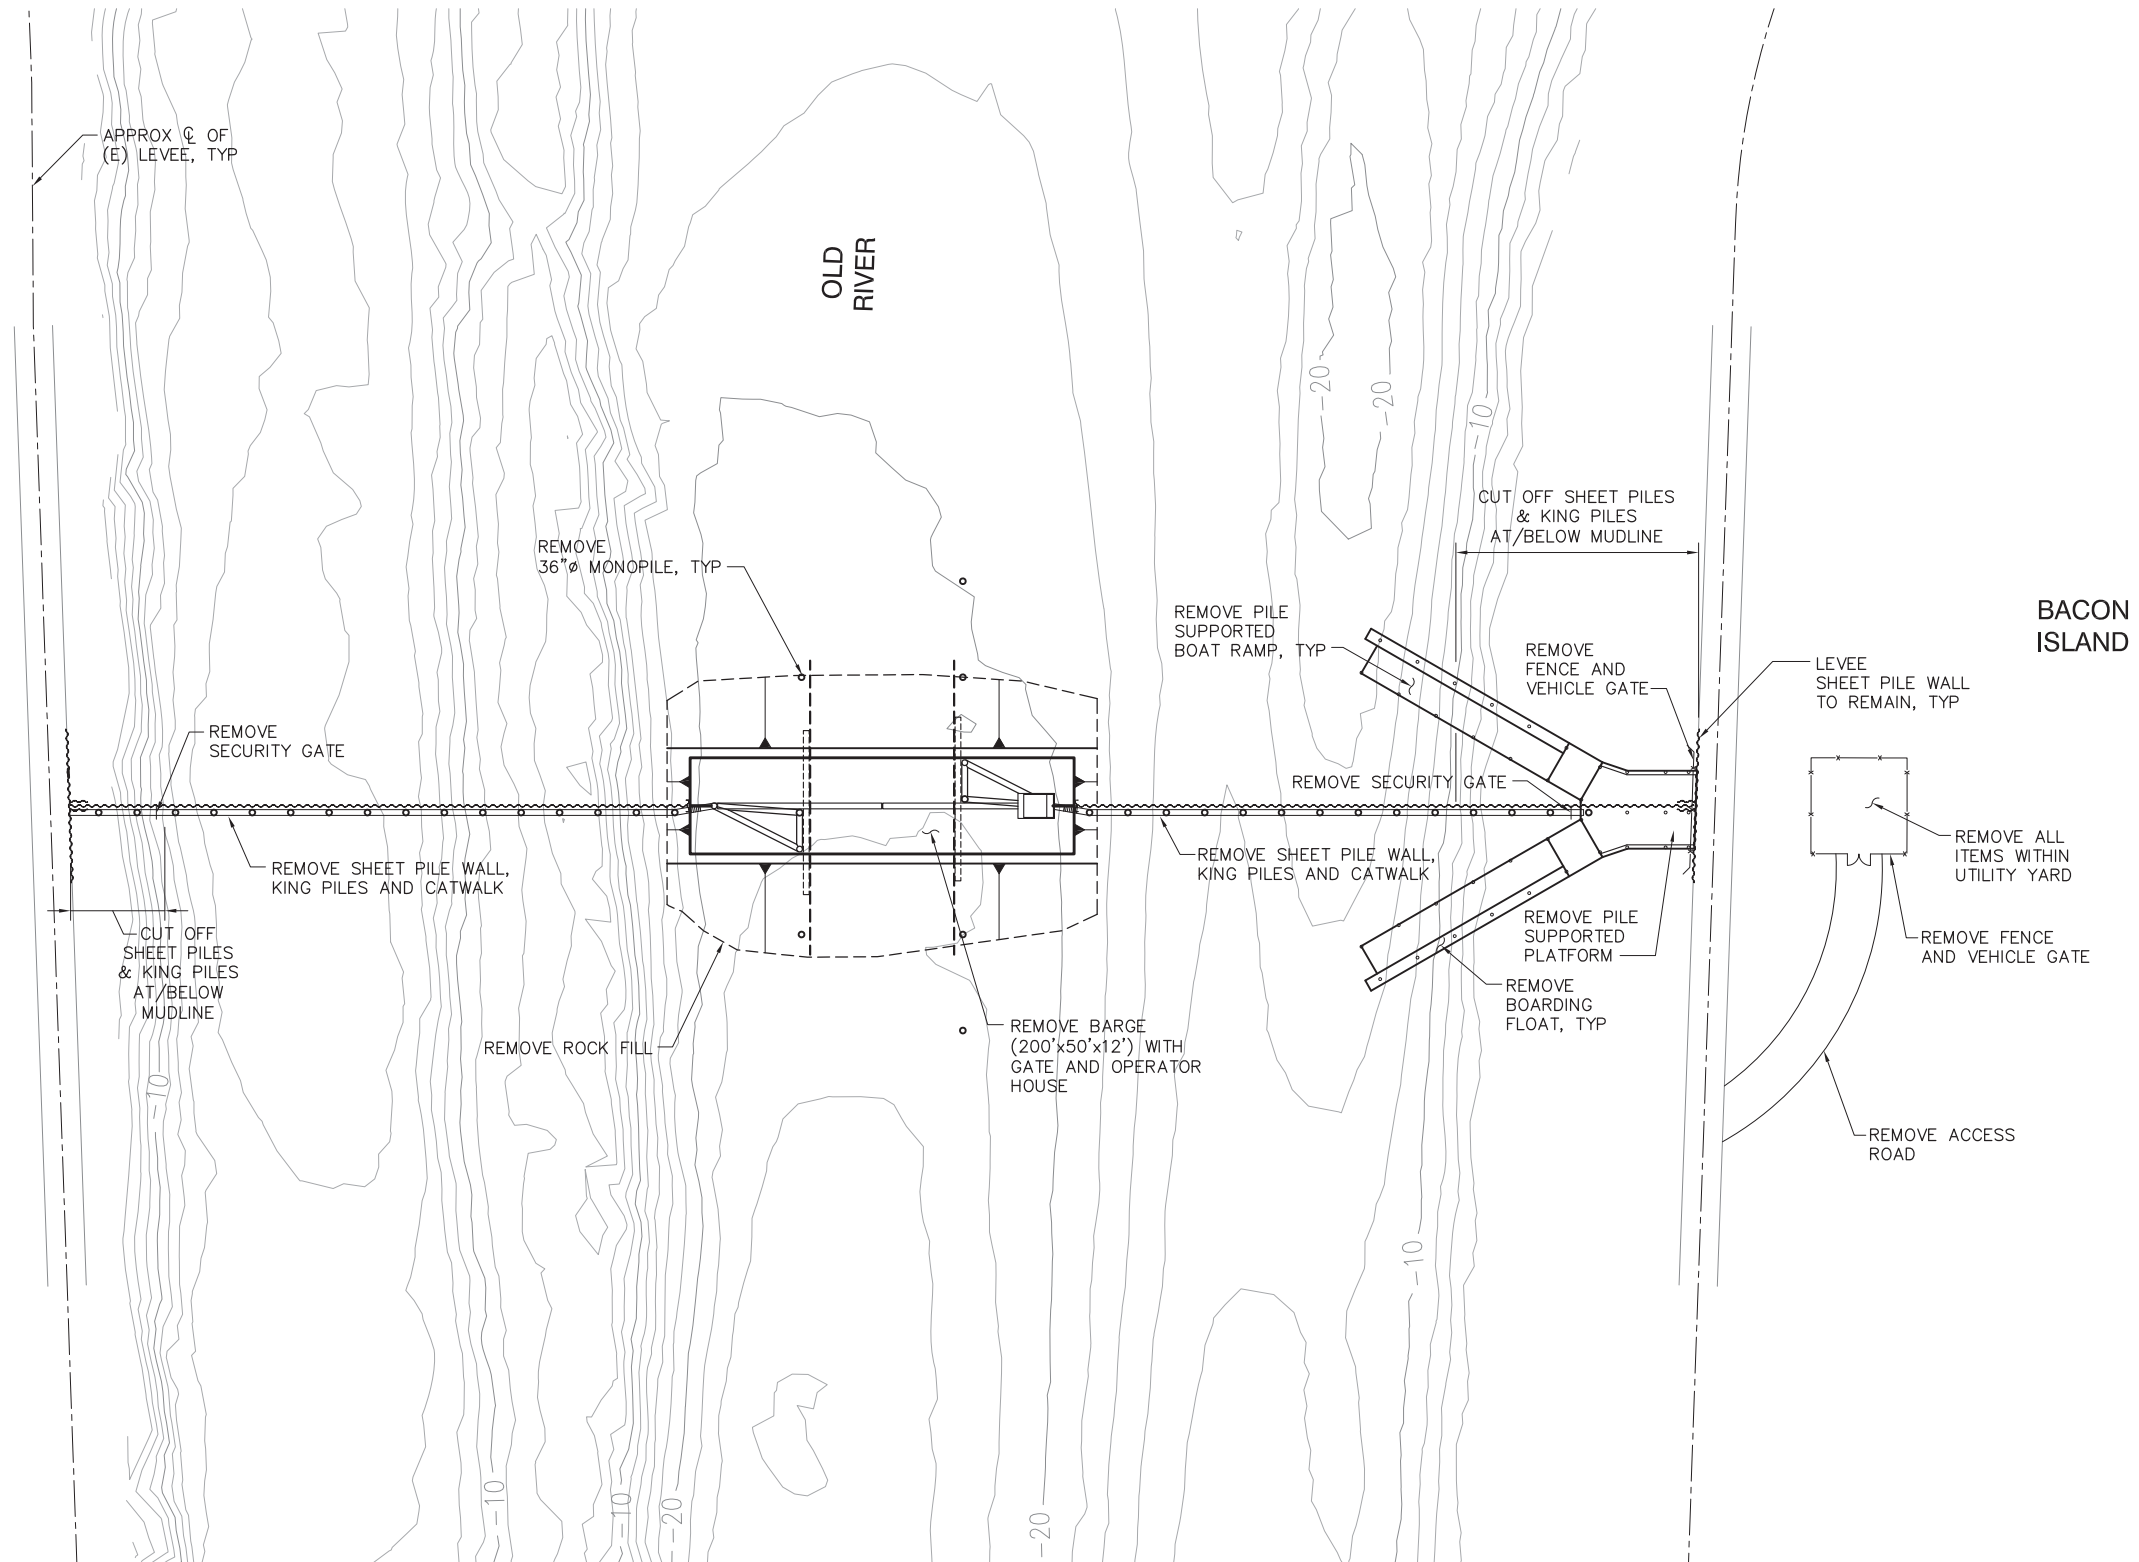 APPROX ℄ OF
(E) LEVEE, TYP
OLD
RIVER
-20
-20
-10
CUT OFF SHEET PILES
& KING PILES
AT/BELOW MUDLINE
REMOVE
36"ø MONOPILE, TYP
BACON
ISLAND
REMOVE PILE
SUPPORTED
BOAT RAMP, TYP
REMOVE
FENCE AND
VEHICLE GATE
LEVEE
SHEET PILE WALL
TO REMAIN, TYP
REMOVE
SECURITY GATE
REMOVE SECURITY GATE
REMOVE SHEET PILE WALL,
KING PILES AND CATWALK
REMOVE SHEET PILE WALL,
KING PILES AND CATWALK
REMOVE ALL
ITEMS WITHIN
UTILITY YARD
CUT OFF
SHEET PILES
& KING PILES
AT/BELOW
MUDLINE
REMOVE PILE
SUPPORTED
PLATFORM
REMOVE FENCE
AND VEHICLE GATE
REMOVE
BOARDING
FLOAT, TYP
REMOVE ROCK FILL
REMOVE BARGE
(200'x50'x12') WITH
GATE AND OPERATOR
HOUSE
-10
REMOVE ACCESS
ROAD
-10
-10
-10
-20
-20